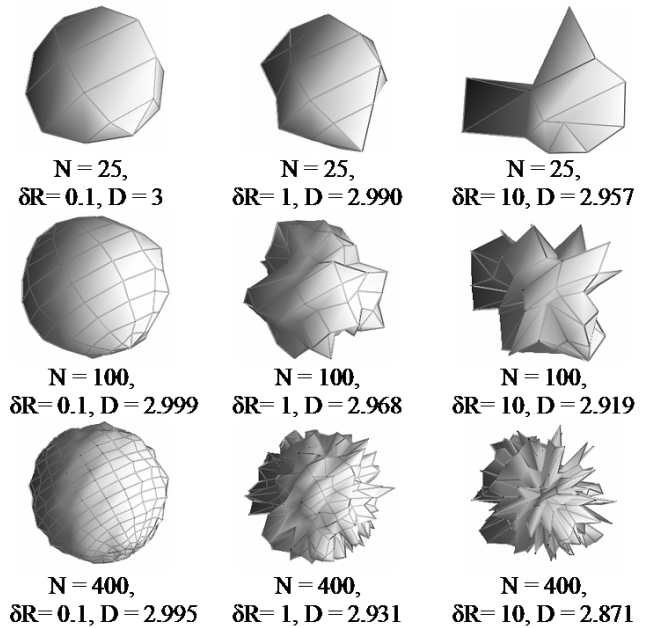 N = 25,
δR= 0.1, D = 3
N = 25,
δR= 1, D = 2.990
N = 25,
δR= 10, D = 2.957
N = 100,
δR= 0.1, D = 2.999
N = 100,
δR= 1, D = 2.968
N = 100,
δR= 10, D = 2.919
N = 400,
δR= 0.1, D = 2.995
N = 400,
δR= 1, D = 2.931
N = 400,
δR= 10, D = 2.871